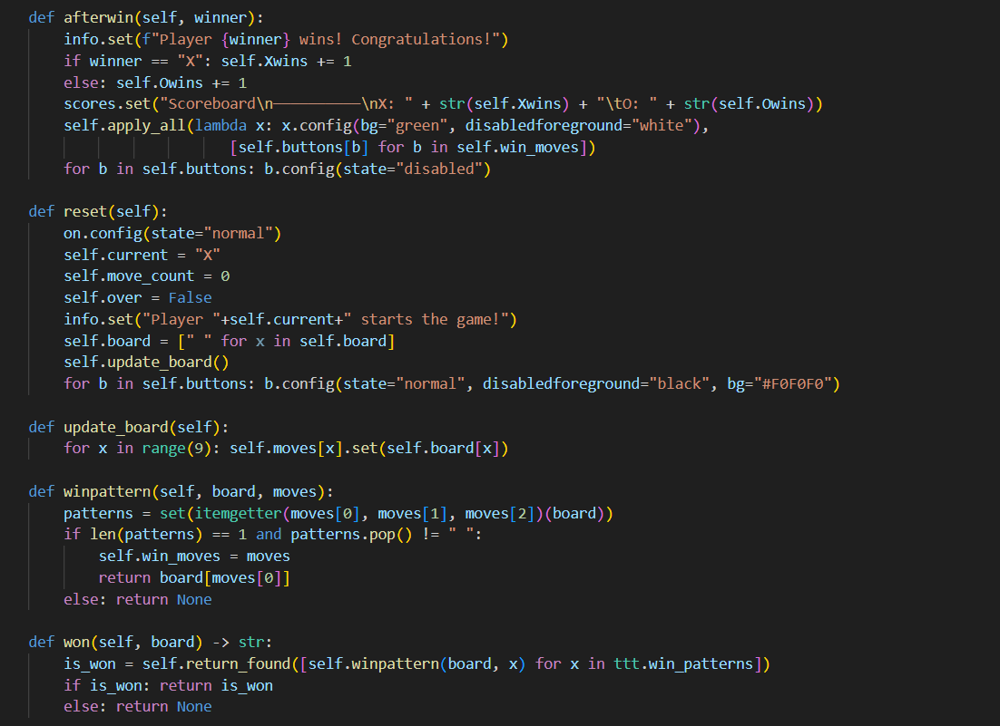 def afterwin(self, winner):
    info.set(f"Player {winner} wins! Congratulations!")
    if winner == "X": self.Xwins += 1
    else: self.Owins += 1
    scores.set("Scoreboard\n──────────\nX: " + str(self.Xwins) + "\tO: " + str(self.Owins))
    self.apply_all(lambda x: x.config(bg="green", disabledforeground="white"),
                   [self.buttons[b] for b in self.win_moves])
    for b in self.buttons: b.config(state="disabled")

def reset(self):
    on.config(state="normal")
    self.current = "X"
    self.move_count = 0
    self.over = False
    info.set("Player "+self.current+" starts the game!")
    self.board = [" " for x in self.board]
    self.update_board()
    for b in self.buttons: b.config(state="normal", disabledforeground="black", bg="#F0F0F0")

def update_board(self):
    for x in range(9): self.moves[x].set(self.board[x])

def winpattern(self, board, moves):
    patterns = set(itemgetter(moves[0], moves[1], moves[2])(board))
    if len(patterns) == 1 and patterns.pop() != " ":
        self.win_moves = moves
        return board[moves[0]]
    else: return None

def won(self, board) -> str:
    is_won = self.return_found([self.winpattern(board, x) for x in ttt.win_patterns])
    if is_won: return is_won
    else: return None